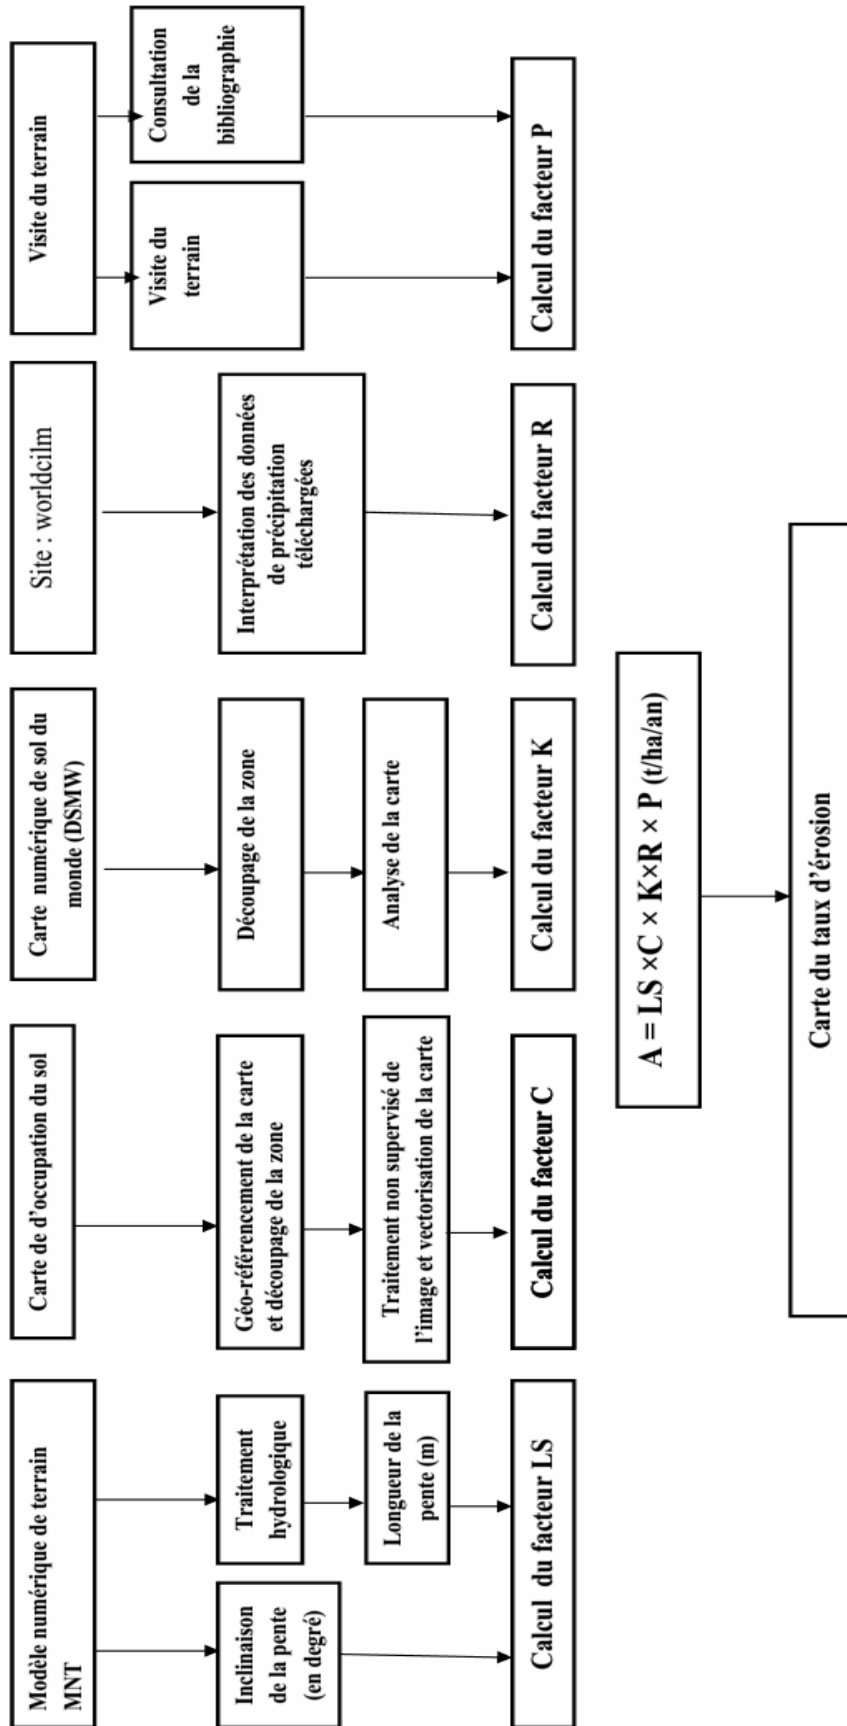 Modèle numérique de terrain
MNT
Carte de d'occupation du sol
Carte numérique de sol du
monde (DSMW)
Site : worldcilm
Visite du terrain
Inclinaison
de la pente
(en degré)
Traitement
hydrologique
Géo-référencement de la carte
et découpage de la zone
Découpage de la zone
Interprétation des données
de précipitation
téléchargées
Visite du
terrain
Consultation
de la
bibliographie
Longueur de la
pente (m)
Traitement non supervisé de
l'image et vectorisation de la carte
Analyse de la carte
Calcul du facteur LS
Calcul du facteur C
Calcul du facteur K
Calcul du facteur R
Calcul du facteur P
A = LS ×C × K×R × P (t/ha/an)
Carte du taux d'érosion